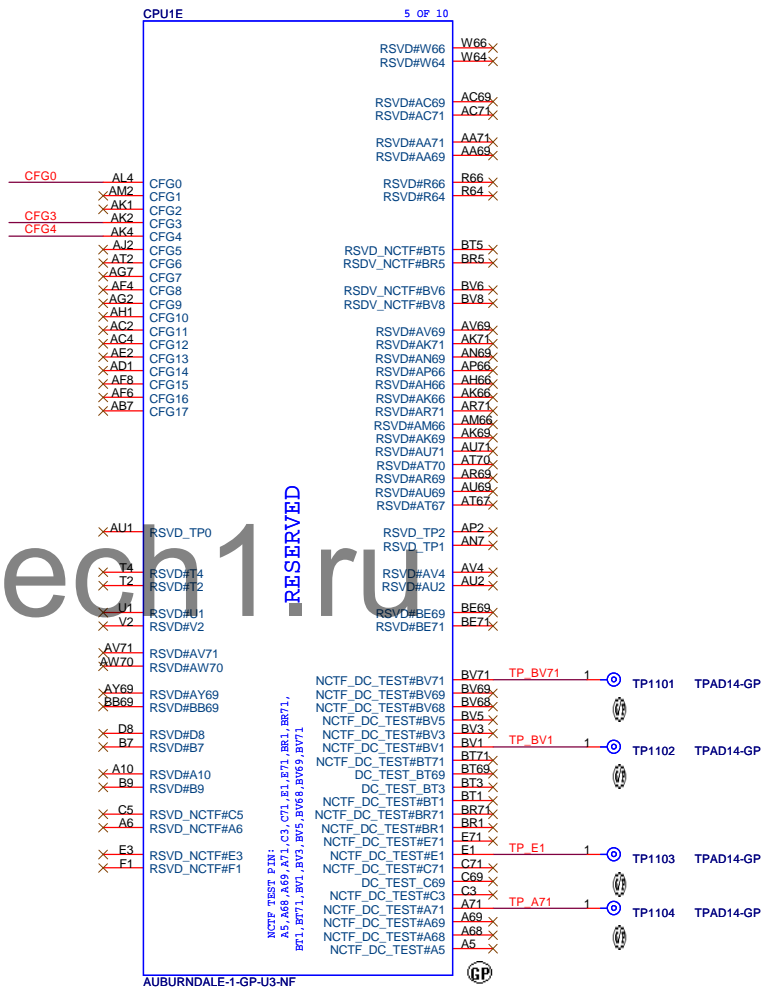 CPU1E 5 OF 10
RSVD#W66 W66
RSVD#W64 W64
RSVD#AC69 AC69
RSVD#AC71 AC71
RSVD#AA71 AA71
RSVD#AA69 AA69
CFG0 AL4 CFG0 RSVD#R66 R66
AM2 CFG1 RSVD#R64 R64
AK1 CFG2
CFG3 AK2 CFG3
CFG4 AK4 CFG4
AJ2 CFG5 RSVD_NCTF#BT5 BT5
AT2 CFG6 RSDV_NCTF#BR5 BR5
AG7 CFG7
AF4 CFG8 RSDV_NCTF#BV6 BV6
AG2 CFG9 RSDV_NCTF#BV8 BV8
AH1 CFG10
AC2 CFG11 RSVD#AV69 AV69
AC4 CFG12 RSVD#AK71 AK71
AE2 CFG13 RSVD#AN69 AN69
AD1 CFG14 RSVD#AP66 AP66
AF8 CFG15 RSVD#AH66 AH66
AF6 CFG16 RSVD#AK66 AK66
AB7 CFG17 RSVD#AR71 AR71
RSVD#AM66 AM66
RSVD#AK69 AK69
RSVD#AU71 AU71
RSVD#AT70 AT70
RSVD#AR69 AR69
RSVD#AU69 AU69
RSVD#AT67 AT67
RESERVED
AU1 RSVD_TP0 RSVD_TP2 AP2
RSVD_TP1 AN7
ech1.ru
T4 RSVD#T4 RSVD#AV4 AV4
T2 RSVD#T2 RSVD#AU2 AU2
U1 RSVD#U1 RSVD#BE69 BE69
V2 RSVD#V2 RSVD#BE71 BE71
AV71 RSVD#AV71
AW70 RSVD#AW70
NCTF_DC_TEST#BV71 BV71 TP_BV71 1 TP1101 TPAD14-GP
AY69 RSVD#AY69 NCTF_DC_TEST#BV69 BV69
BB69 RSVD#BB69 NCTF_DC_TEST#BV68 BV68
NCTF_DC_TEST#BV5 BV5
D8 RSVD#D8 NCTF_DC_TEST#BV3 BV3
B7 RSVD#B7 NCTF_DC_TEST#BV1 BV1 TP_BV1 1 TP1102 TPAD14-GP
NCTF_DC_TEST#BT71 BT71
A10 RSVD#A10 DC_TEST_BT69 BT69
B9 RSVD#B9 DC_TEST_BT3 BT3
NCTF_DC_TEST#BT1 BT1
C5 RSVD_NCTF#C5 NCTF_DC_TEST#BR71 BR71
A6 RSVD_NCTF#A6 NCTF_DC_TEST#BR1 BR1
NCTF_DC_TEST#E71 E71
E3 RSVD_NCTF#E3 NCTF_DC_TEST#E1 E1 TP_E1 1 TP1103 TPAD14-GP
F1 RSVD_NCTF#F1 NCTF_DC_TEST#C71 C71
DC_TEST_C69 C69
NCTF_DC_TEST#C3 C3
NCTF_DC_TEST#A71 A71 TP_A71 1 TP1104 TPAD14-GP
NCTF_DC_TEST#A69 A69
NCTF_DC_TEST#A68 A68
NCTF_DC_TEST#A5 A5
NCTF TEST PIN:
A5,A68,A69,A71,C3,C71,E1,E71,BR1,BR71,
BT1,BT71,BV1,BV3,BV5,BV68,BV69,BV71
GP
AUBURNDALE-1-GP-U3-NF